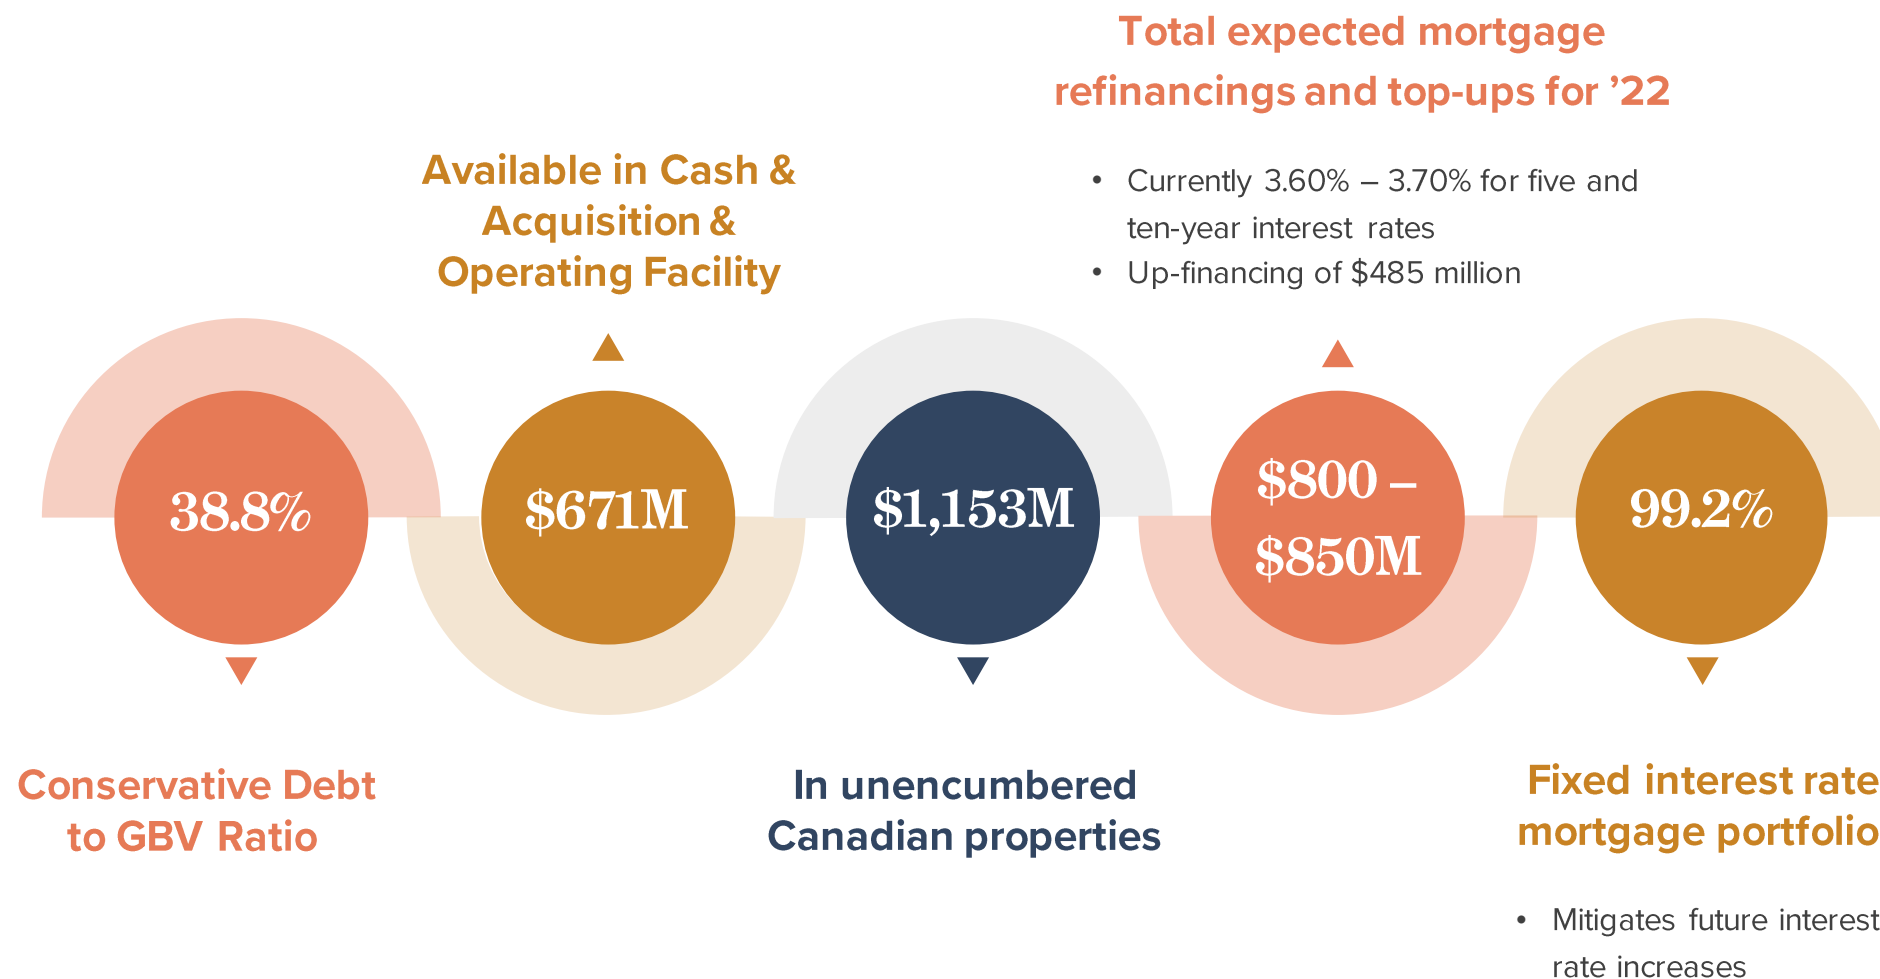 Total expected mortgage
refinancings and top-ups for ’22
• Currently 3.60% – 3.70% for five and
ten-year interest rates
• Up-financing of $485 million
Available in Cash &
Acquisition &
Operating Facility
38.8%
$671M
$1,153M
$800 –
$850M
99.2%
Conservative Debt
to GBV Ratio
In unencumbered
Canadian properties
Fixed interest rate
mortgage portfolio
• Mitigates future interest
rate increases